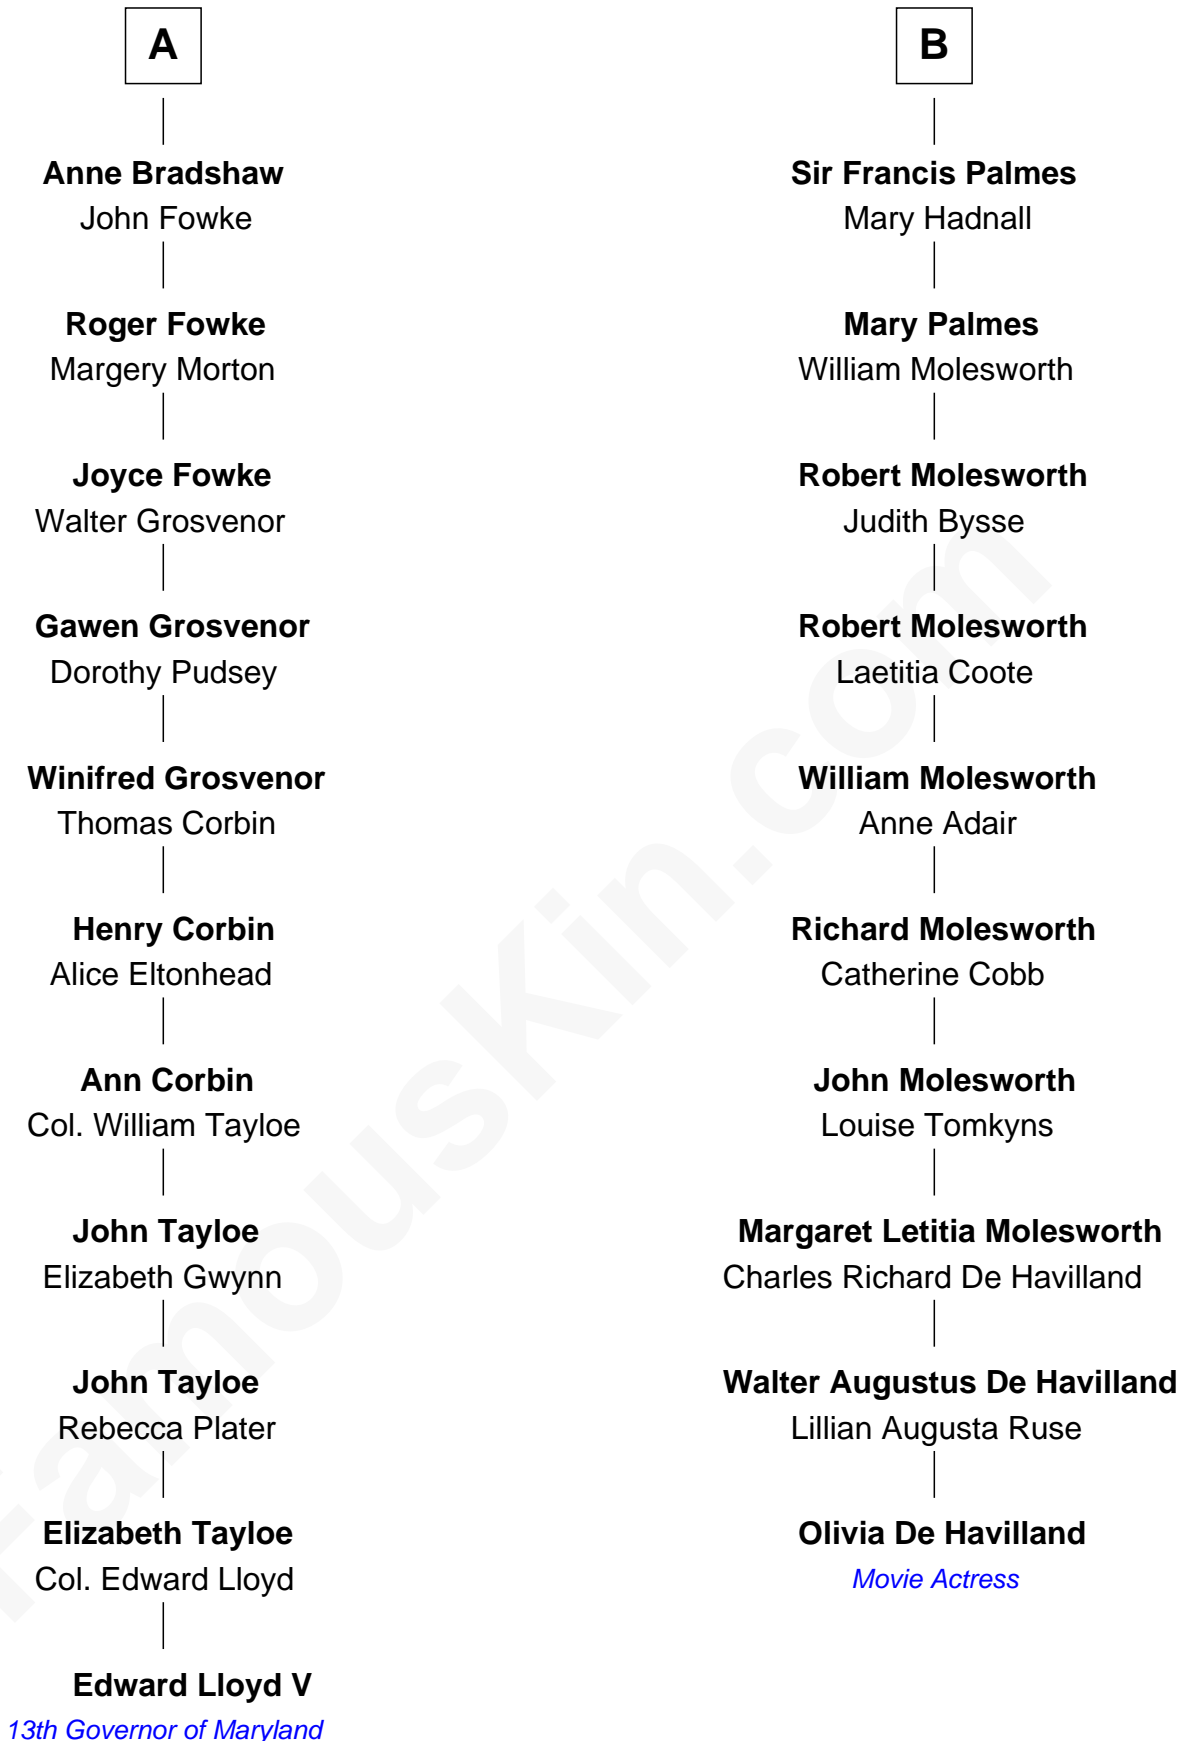 A
Anne Bradshaw
John Fowke
Roger Fowke
Margery Morton
Joyce Fowke
Walter Grosvenor
Gawen Grosvenor
Dorothy Pudsey
Winifred Grosvenor
Thomas Corbin
Henry Corbin
Alice Eltonhead
Ann Corbin
Col. William Tayloe
John Tayloe
Elizabeth Gwynn
John Tayloe
Rebecca Plater
Elizabeth Tayloe
Col. Edward Lloyd
Edward Lloyd V
13th Governor of Maryland
B
Sir Francis Palmes
Mary Hadnall
Mary Palmes
William Molesworth
Robert Molesworth
Judith Bysse
Robert Molesworth
Laetitia Coote
William Molesworth
Anne Adair
Richard Molesworth
Catherine Cobb
John Molesworth
Louise Tomkyns
Margaret Letitia Molesworth
Charles Richard De Havilland
Walter Augustus De Havilland
Lillian Augusta Ruse
Olivia De Havilland
Movie Actress
FamousKin.com